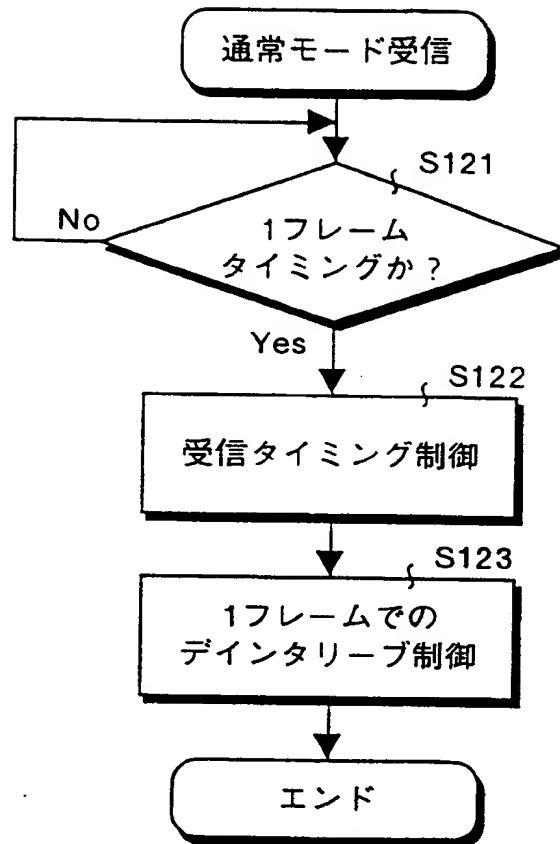 通常モード受信
S121
1フレーム
タイミングか？
No
Yes
S122
受信タイミング制御
S123
1フレームでの
デインタリーブ制御
エンド